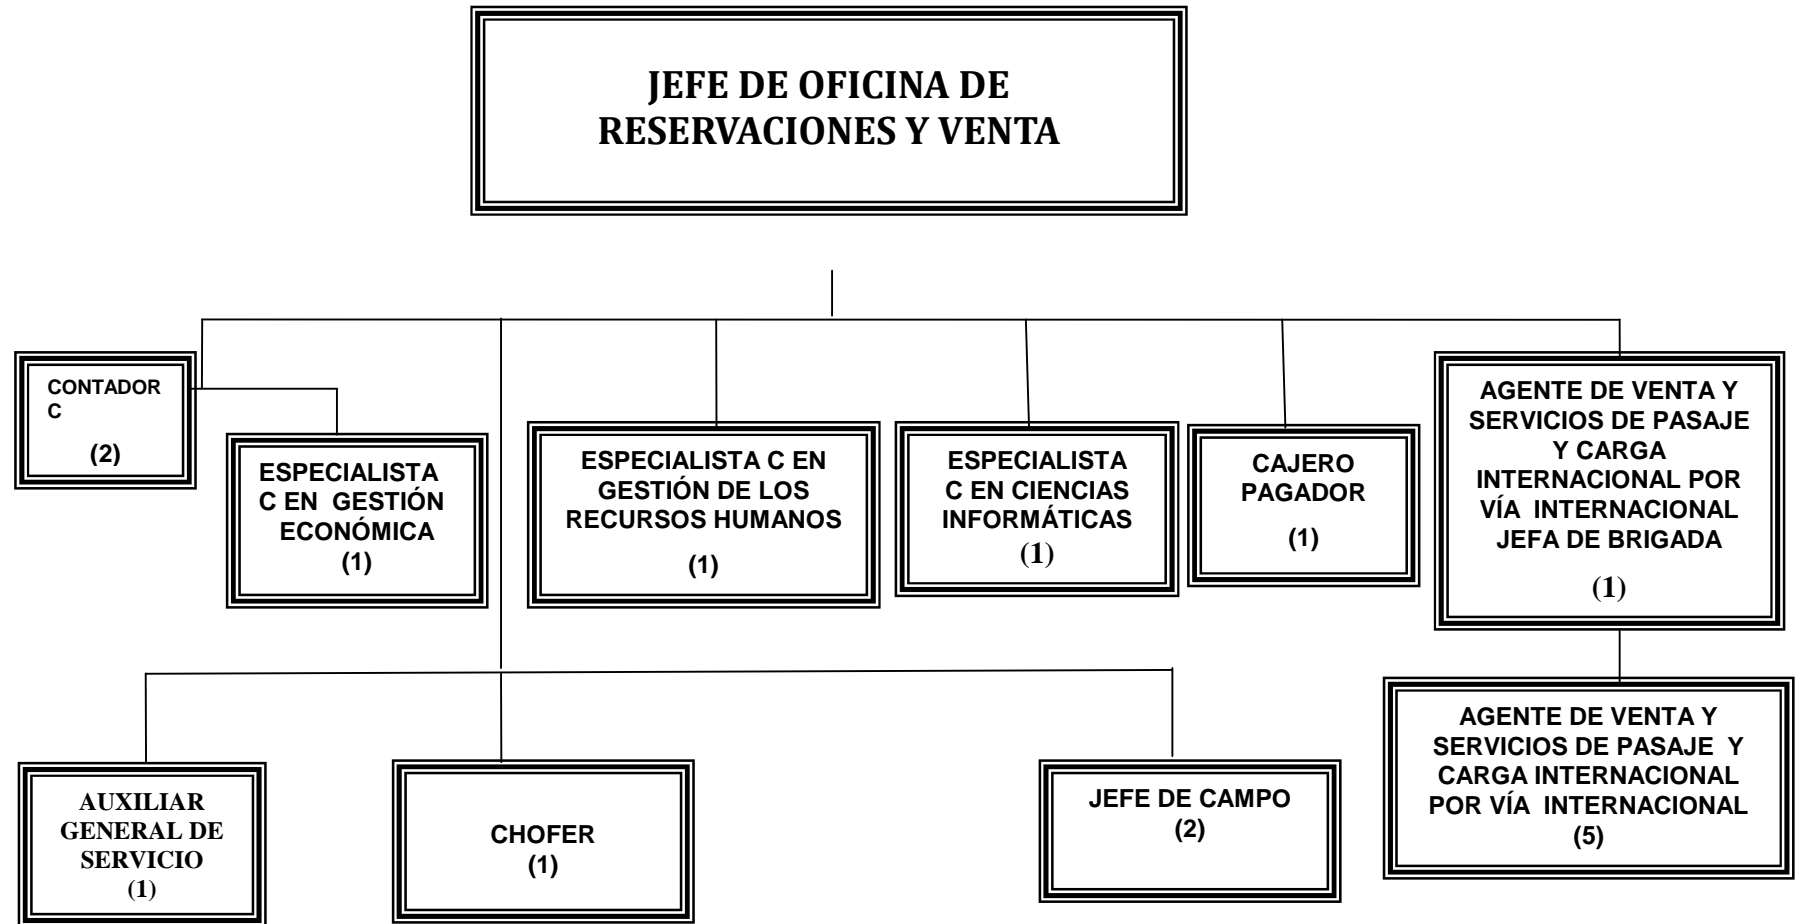 JEFE DE OFICINA DE
RESERVACIONES Y VENTA
CONTADOR
C
(2)
ESPECIALISTA
C EN GESTIÓN
ECONÓMICA
(1)
ESPECIALISTA C EN
GESTIÓN DE LOS
RECURSOS HUMANOS
(1)
ESPECIALISTA
C EN CIENCIAS
INFORMÁTICAS
(1)
CAJERO
PAGADOR
(1)
AGENTE DE VENTA Y
SERVICIOS DE PASAJE
Y CARGA
INTERNACIONAL POR
VÍA INTERNACIONAL
JEFA DE BRIGADA
(1)
AUXILIAR
GENERAL DE
SERVICIO
(1)
CHOFER
(1)
JEFE DE CAMPO
(2)
AGENTE DE VENTA Y
SERVICIOS DE PASAJE Y
CARGA INTERNACIONAL
POR VÍA INTERNACIONAL
(5)